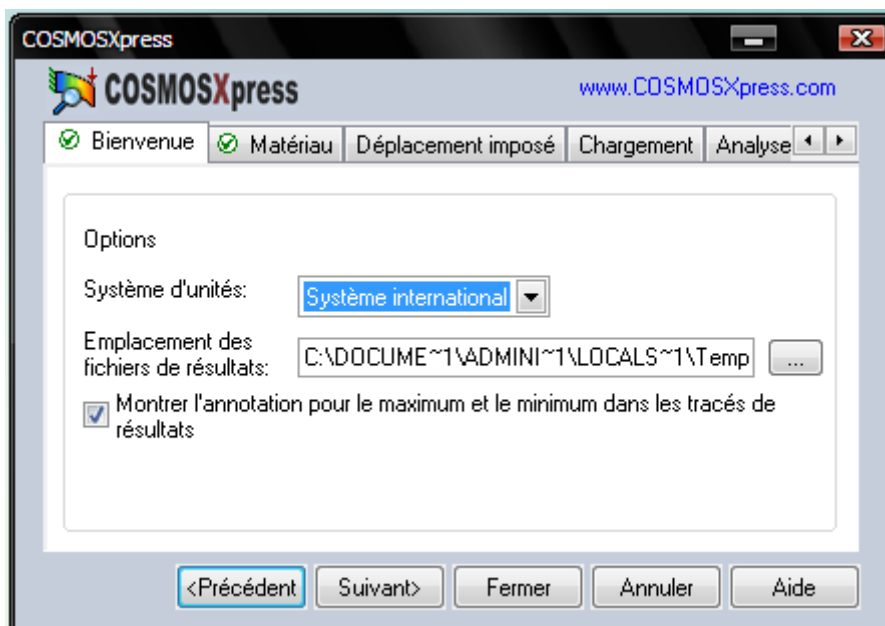 COSMOSXpress
COSMOSXpress
www.COSMOSXpress.com
Bienvenue Matériau Déplacement imposé Chargement Analyse
Options
Système d'unités:
Système international
Emplacement des
fichiers de résultats:
C:\DOCUME~1\ADMINI~1\LOCALS~1\Temp
...
Montrer l'annotation pour le maximum et le minimum dans les tracés de
résultats
<Précédent Suivant> Fermer Annuler Aide